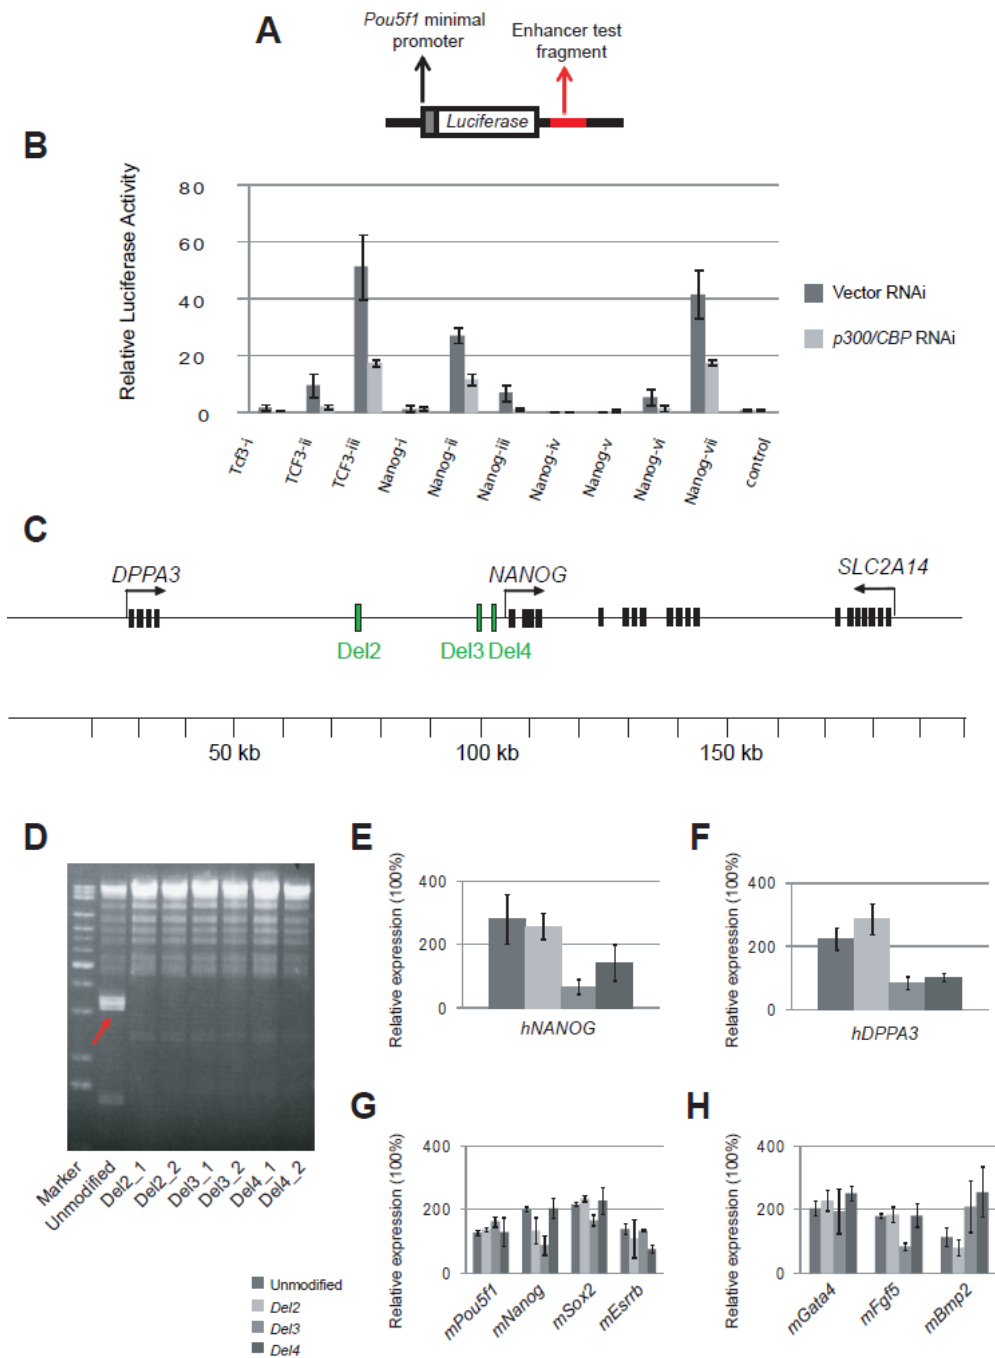 A
Pou5f1 minimal
promoter
Enhancer test
fragment
Luciferase
B
Relative Luciferase Activity
80
60
40
20
0
Vector RNAi
p300/CBP RNAi
Tcf3-i
TCF3-ii
TCF3-iii
Nanog-i
Nanog-ii
Nanog-iii
Nanog-iv
Nanog-v
Nanog-vi
Nanog-vii
control
C
DPPA3
NANOG
SLC2A14
Del2
Del3
Del4
50 kb
100 kb
150 kb
D
Marker
Unmodified
Del2_1
Del2_2
Del3_1
Del3_2
Del4_1
Del4_2
E
Relative expression (100%)
400
200
0
hNANOG
F
Relative expression (100%)
400
200
0
hDPPA3
G
Relative expression (100%)
400
200
0
mPou5f1
mNanog
mSox2
mEsrrb
H
Relative expression (100%)
400
200
0
mGata4
mFgf5
mBmp2
Unmodified
Del2
Del3
Del4